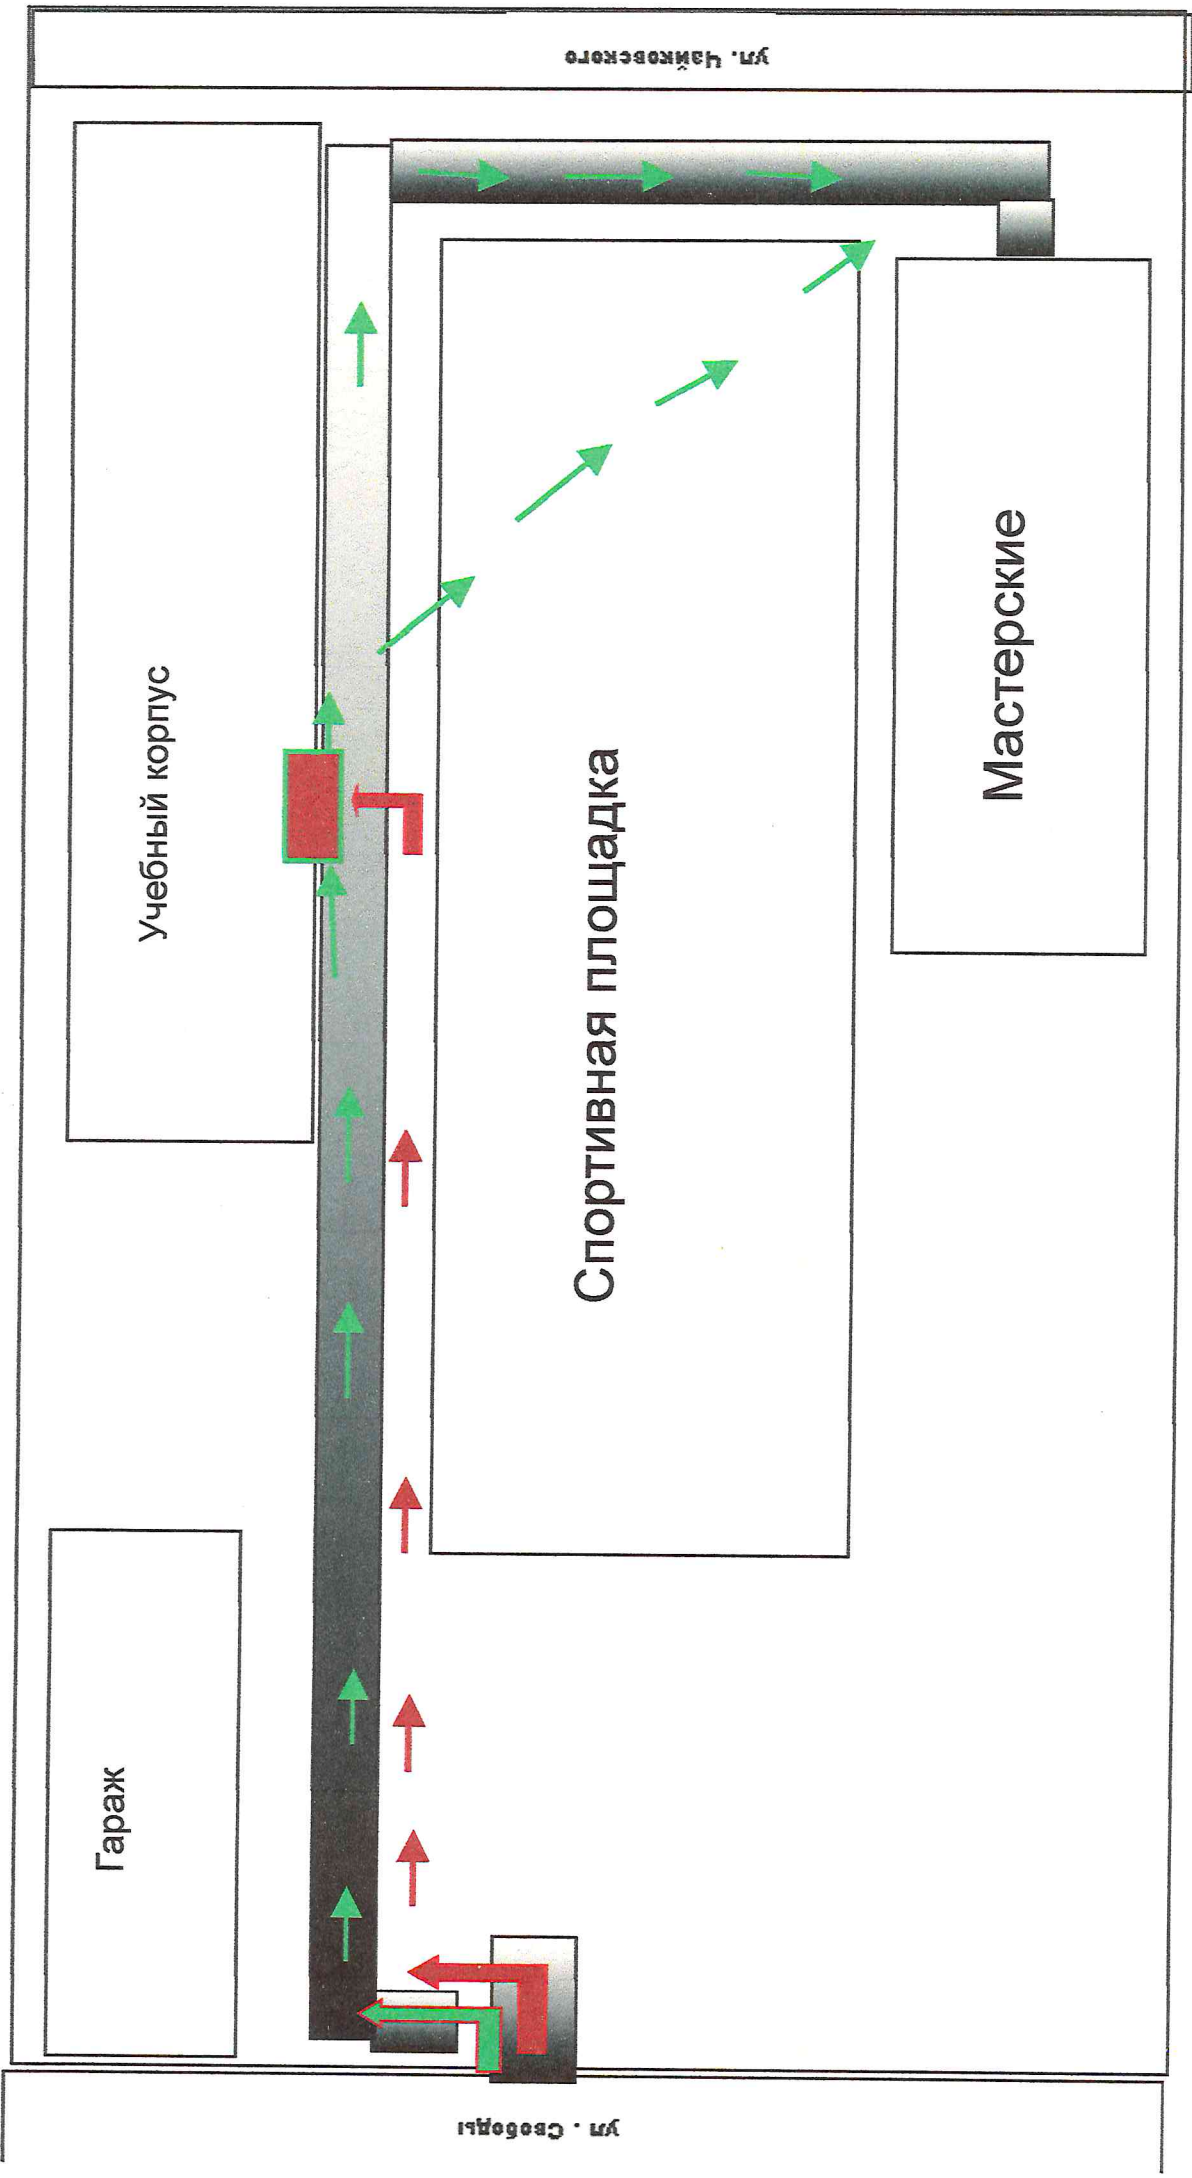 ул. Чайковского
Учебный корпус
Спортивная площадка
Мастерские
Гараж
ул . Свободы